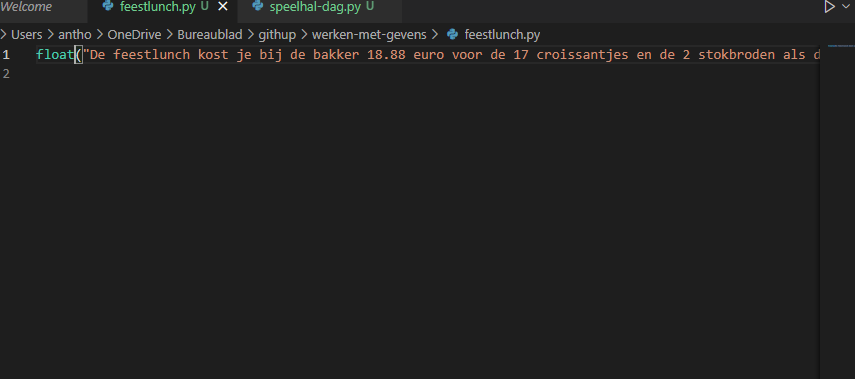 Welcome feestlunch.py U speelhal-dag.py U
Users > antho > OneDrive > Bureaublad > githup > werken-met-gevens > feestlunch.py
1 float("De feestlunch kost je bij de bakker 18.88 euro voor de 17 croissantjes en de 2 stokbroden als d
2